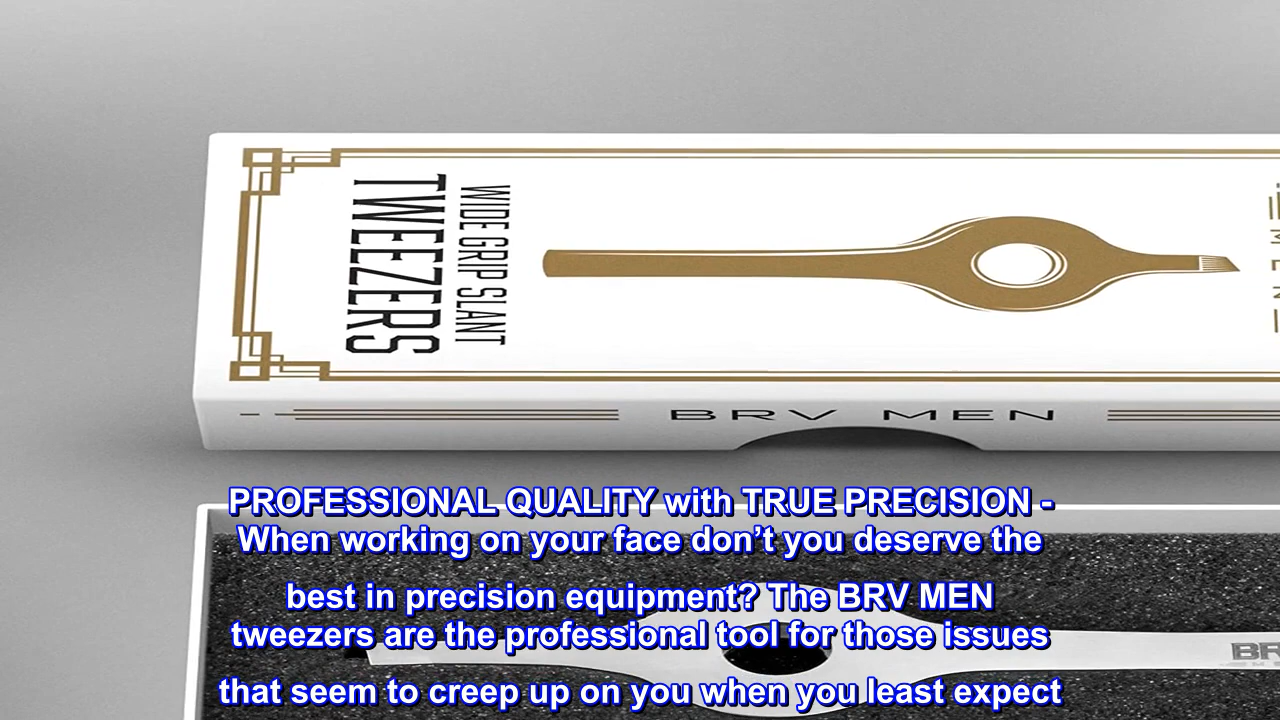 WIDE GRIP SLANT
TWEEZERS
BRV MEN
PROFESSIONAL QUALITY with TRUE PRECISION -
When working on your face don’t you deserve the
best in precision equipment? The BRV MEN
tweezers are the professional tool for those issues
that seem to creep up on you when you least expect